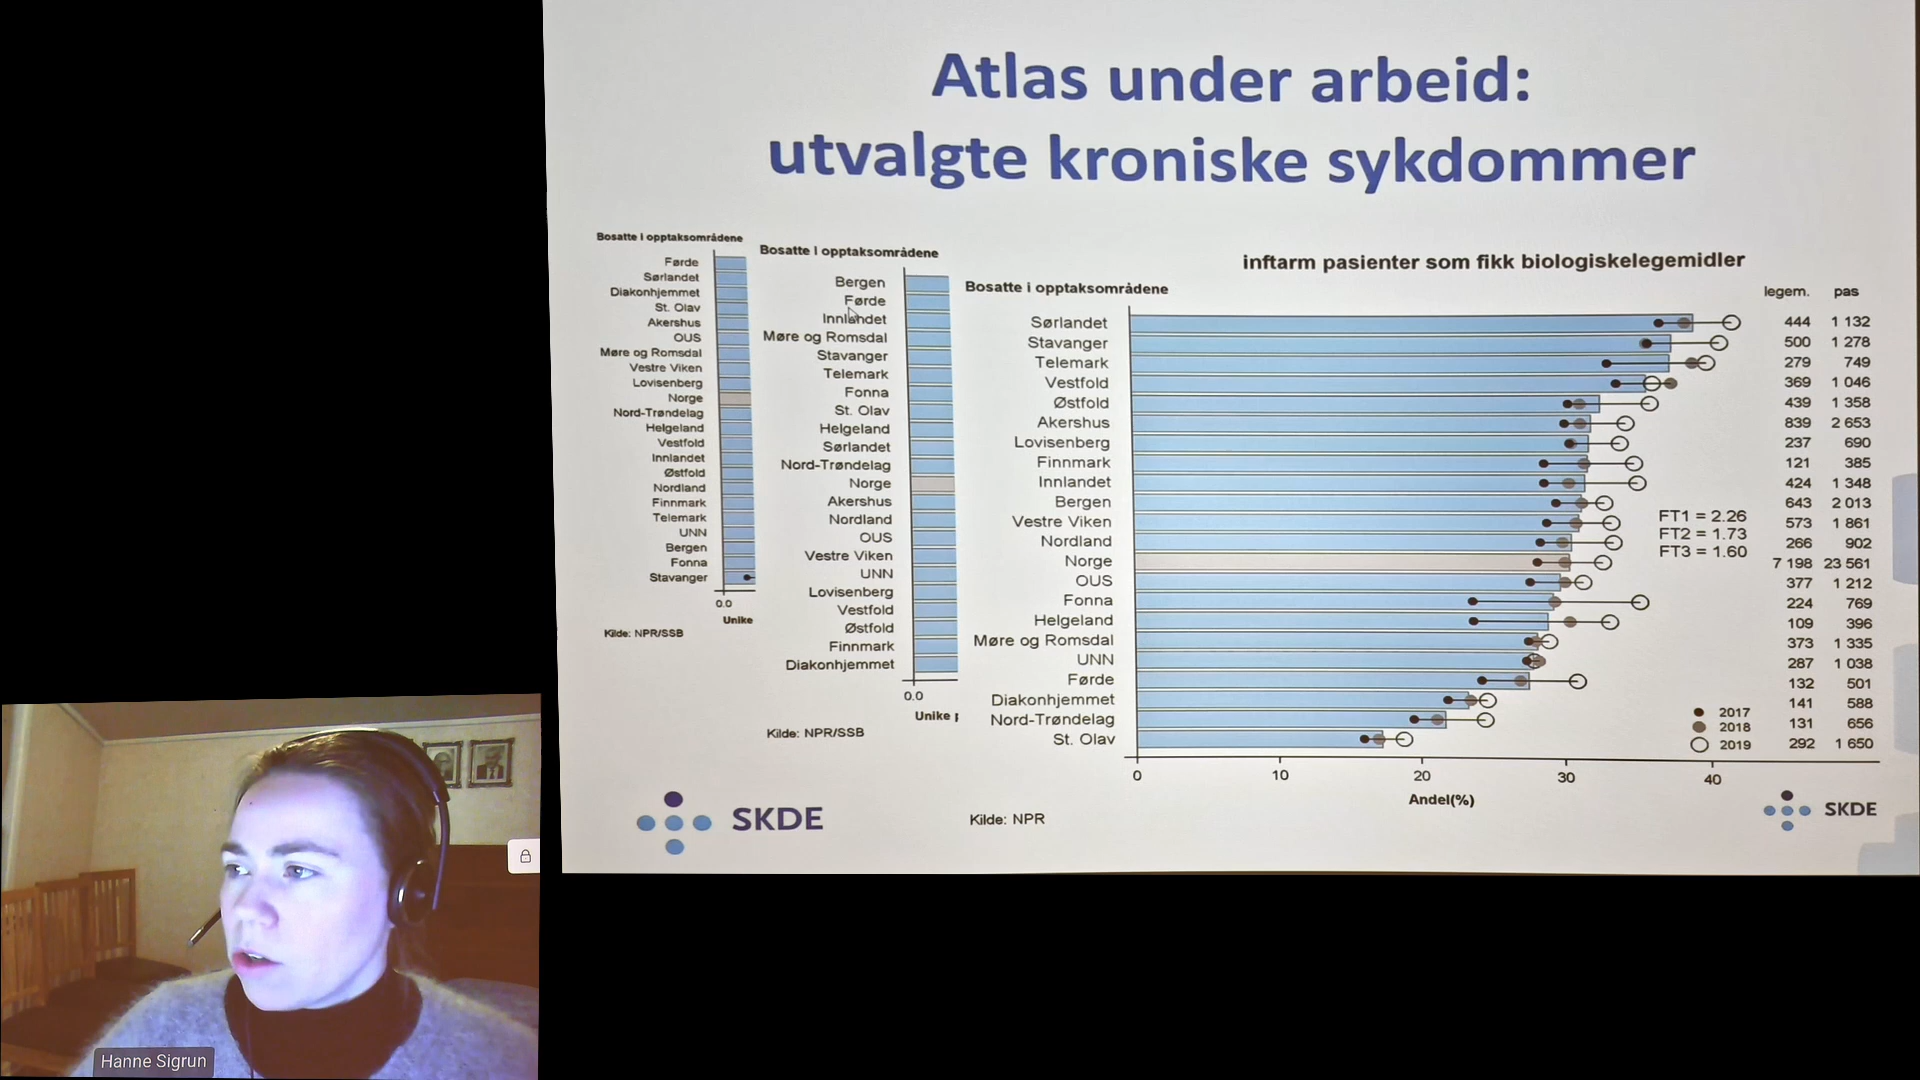 Atlas under arbeid:
utvalgte kroniske sykdommer
Bosatte i opptaksområdene
Førde
Sørlandet
Diakonhjemmet
St. Olav
Akershus
OUS
Møre og Romsdal
Vestre Viken
Lovisenberg
Norge
Nord-Trøndelag
Helgeland
Vestfold
Innlandet
Østfold
Nordland
Finnmark
Telemark
UNN
Bergen
Fonna
Stavanger
0.0
Unike
Kilde: NPR/SSB
Bosatte i opptaksområdene
Bergen
Førde
Innlandet
Møre og Romsdal
Stavanger
Telemark
Fonna
St. Olav
Helgeland
Sørlandet
Nord-Trøndelag
Norge
Akershus
Nordland
OUS
Vestre Viken
UNN
Lovisenberg
Vestfold
Østfold
Finnmark
Diakonhjemmet
0.0
Unike
Kilde: NPR/SSB
inftarm pasienter som fikk biologiskelegemidler
Bosatte i opptaksområdene legem. pas
Sørlandet 444 1 132
Stavanger 500 1 278
Telemark 279 749
Vestfold 369 1 046
Østfold 439 1 358
Akershus 839 2 653
Lovisenberg 237 690
Finnmark 121 385
Innlandet 424 1 348
Bergen 643 2 013
Vestre Viken 573 1 861
Nordland 266 902
Norge 7 198 23 561
OUS 377 1 212
Fonna 224 769
Helgeland 109 396
Møre og Romsdal 373 1 335
UNN 287 1 038
Førde 132 501
Diakonhjemmet 141 588
Nord-Trøndelag 131 656
St. Olav 292 1 650
FT1 = 2.26
FT2 = 1.73
FT3 = 1.60
2017
2018
2019
0 10 20 30 40
Andel(%)
Kilde: NPR
SKDE
SKDE
Hanne Sigrun